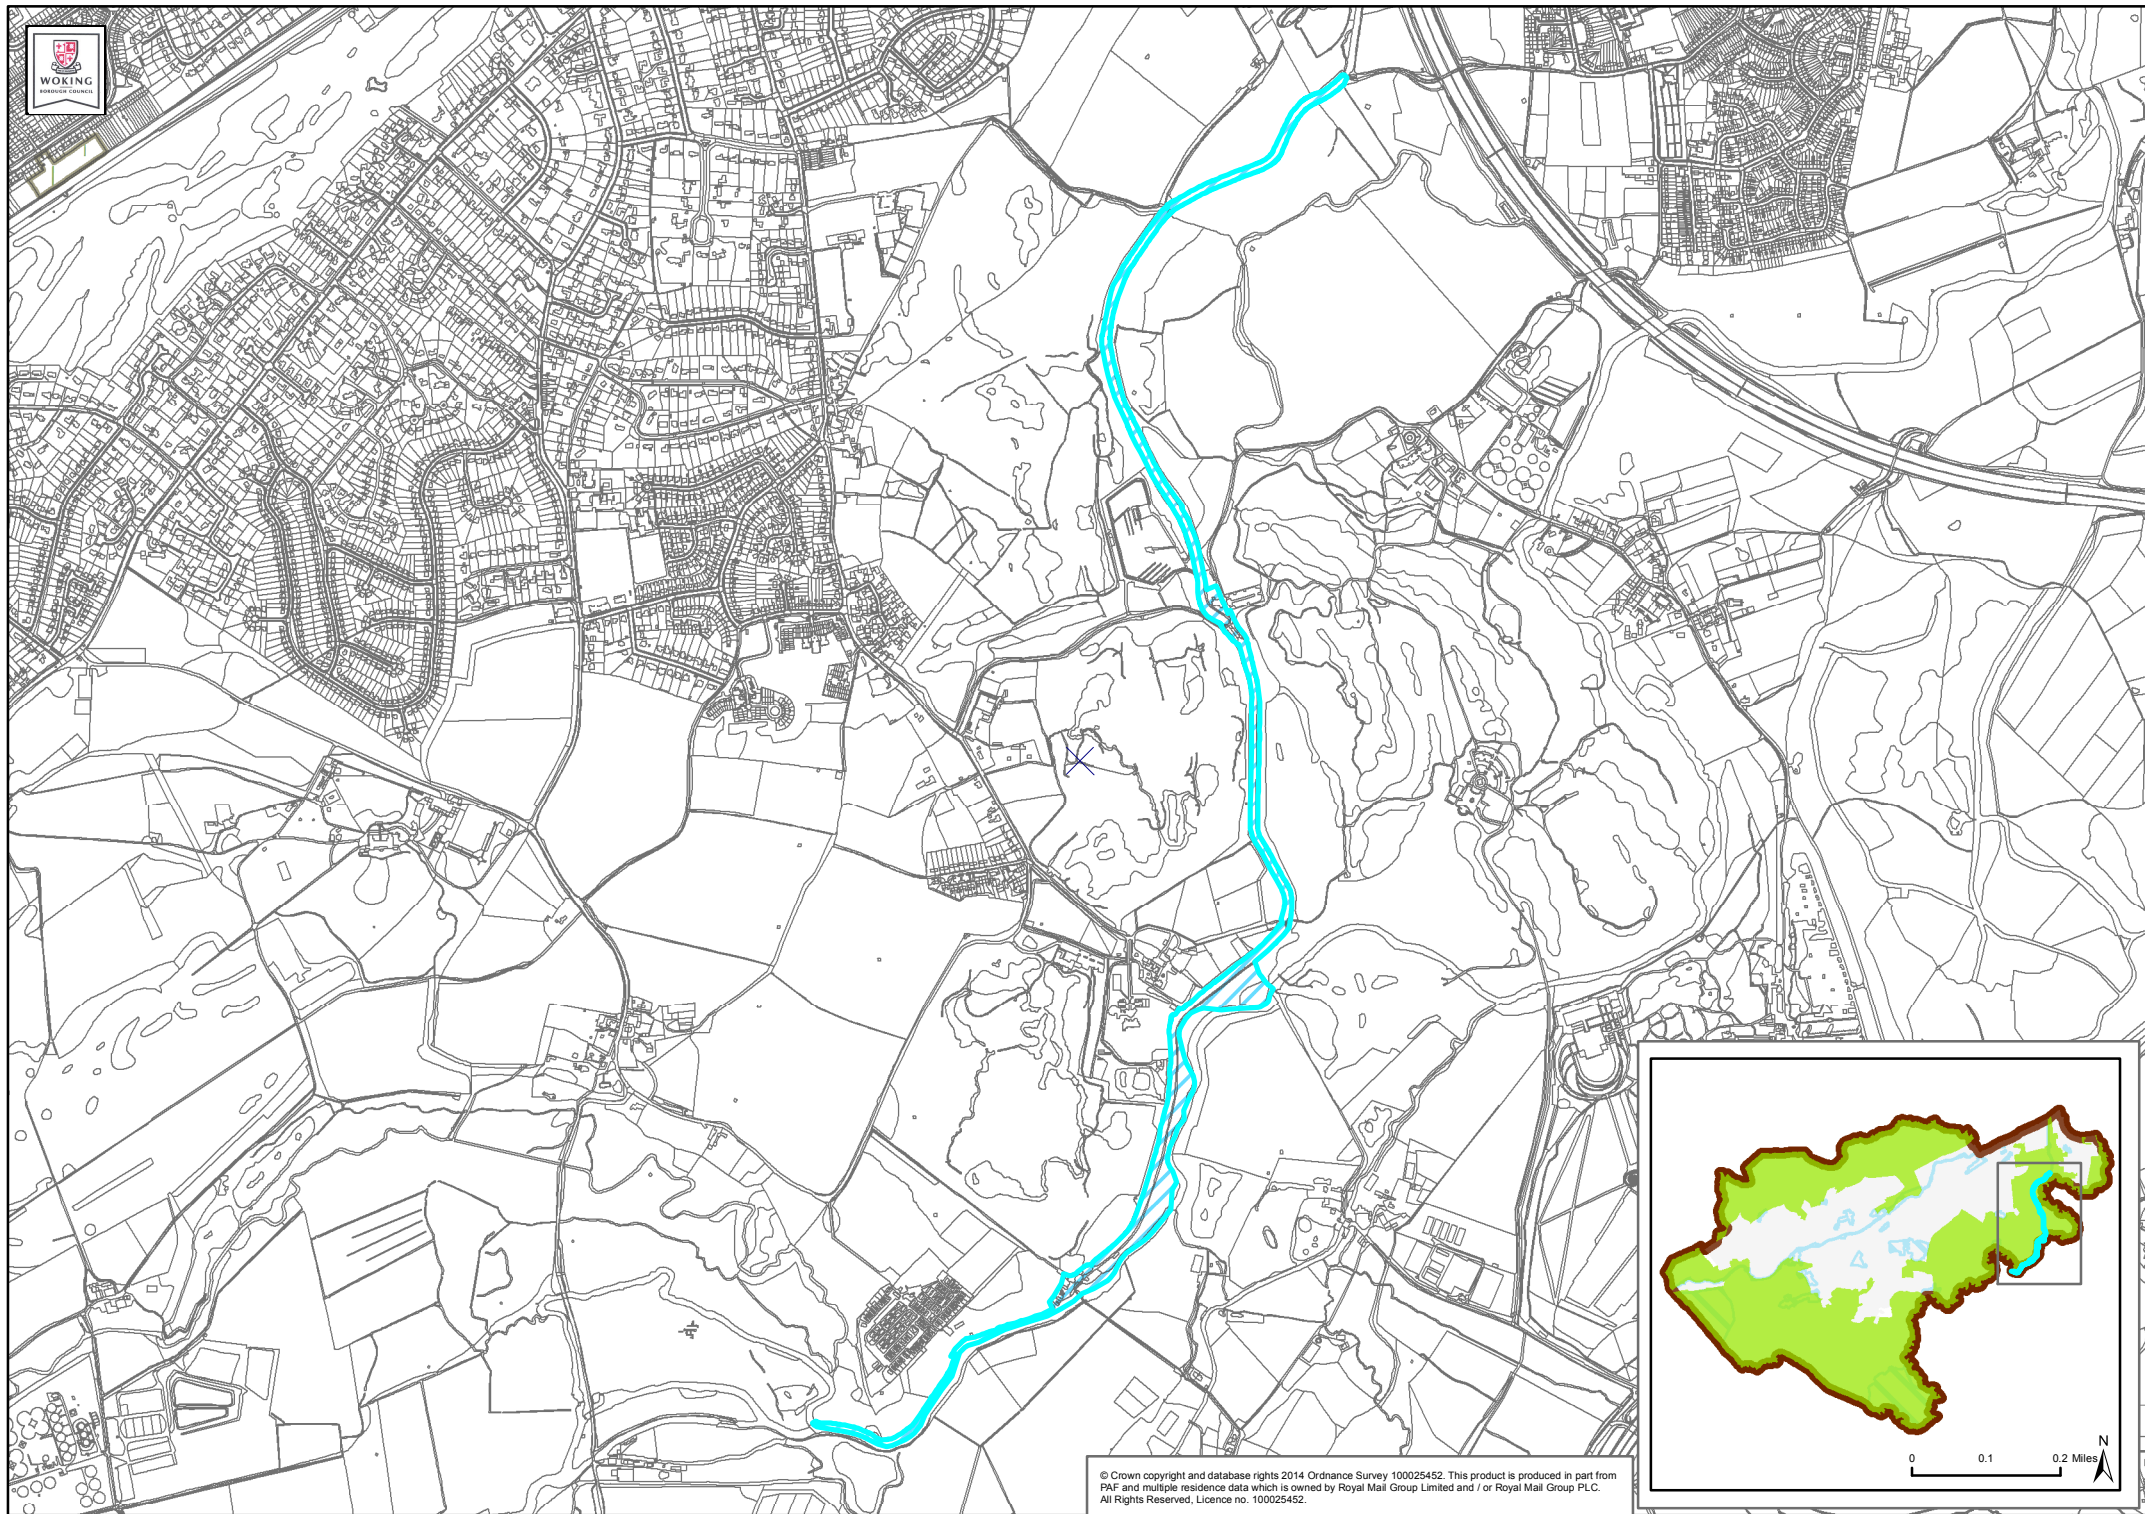 WOKING
BOROUGH COUNCIL
N
0 0.1 0.2 Miles
© Crown copyright and database rights 2014 Ordnance Survey 100025452. This product is produced in part from
PAF and multiple residence data which is owned by Royal Mail Group Limited and / or Royal Mail Group PLC.
All Rights Reserved, Licence no. 100025452.